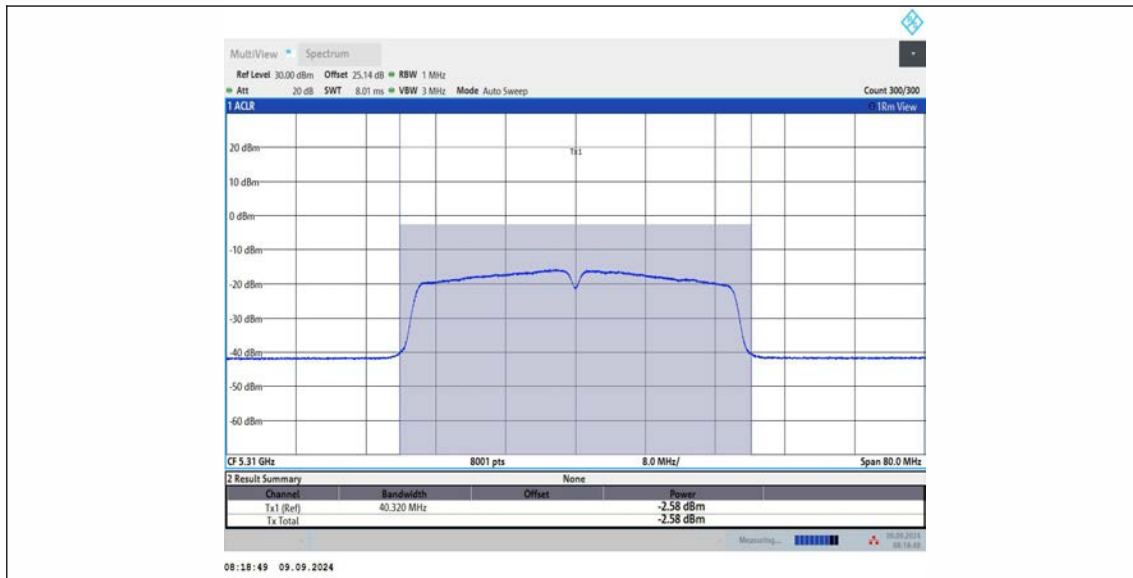 MultiView Spectrum
Ref Level 30.00 dBm Offset 25.14 dB RBW 1 MHz
Att 20 dB SWT 8.01 ms VBW 3 MHz Mode Auto Sweep Count 300/300
1 ACLR 1Rm View
Tx1
20 dBm
10 dBm
0 dBm
-10 dBm
-20 dBm
-30 dBm
-40 dBm
-50 dBm
-60 dBm
CF 5.31 GHz 8001 pts 8.0 MHz/ Span 80.0 MHz
2 Result Summary None
Channel Bandwidth Offset Power
Tx1 (Ref) 40.320 MHz -2.58 dBm
Tx Total -2.58 dBm
Measuring... 09.09.2024
08:18:49 09.09.2024